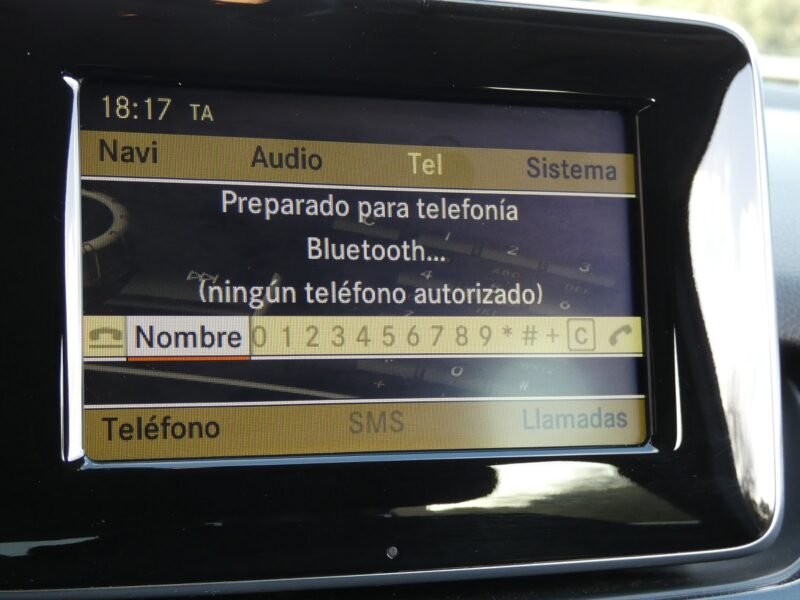 18:17 TA
Navi Audio Tel Sistema
Preparado para telefonía
Bluetooth...
(ningún teléfono autorizado)
Nombre 0 1 2 3 4 5 6 7 8 9 * # + C
Teléfono SMS Llamadas